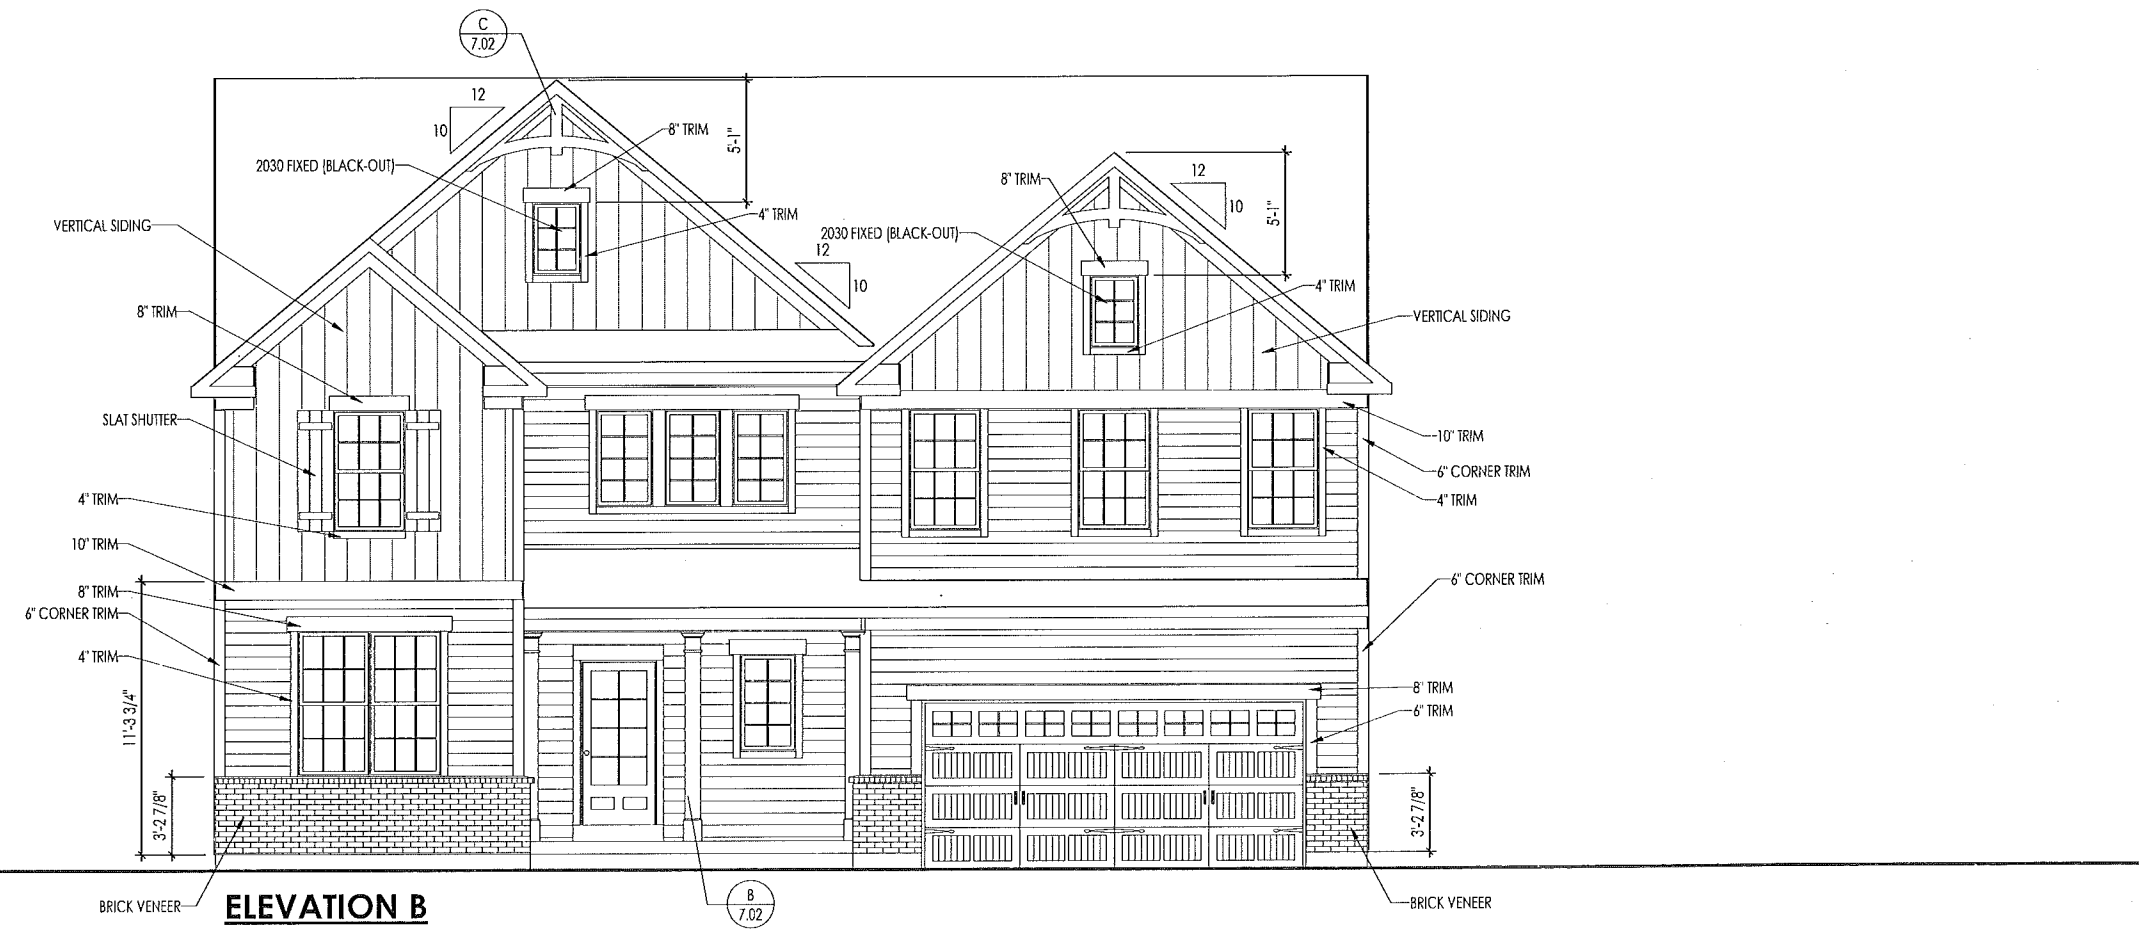 C
7.02
12
10
8" TRIM
5'-1"
2030 FIXED (BLACK-OUT)
4" TRIM
VERTICAL SIDING
12
10
12
10
8" TRIM
5'-1"
2030 FIXED (BLACK-OUT)
4" TRIM
VERTICAL SIDING
8" TRIM
SLAT SHUTTER
10" TRIM
6" CORNER TRIM
4" TRIM
4" TRIM
10" TRIM
8" TRIM
6" CORNER TRIM
4" TRIM
6" CORNER TRIM
8" TRIM
6" TRIM
11'-3 3/4"
3'-2 7/8"
3'-2 7/8"
BRICK VENEER
ELEVATION B
B
7.02
BRICK VENEER